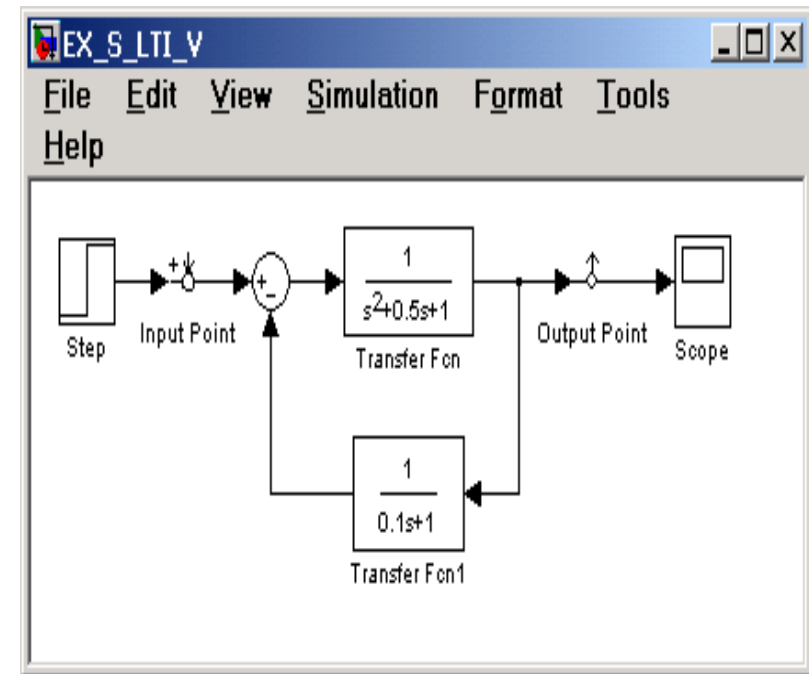 EX_S_LTI_V
File Edit View Simulation Format Tools
Help
+
+
−
1
s²+0.5s+1
Step
Input Point
Transfer Fcn
Output Point
Scope
1
0.1s+1
Transfer Fcn1